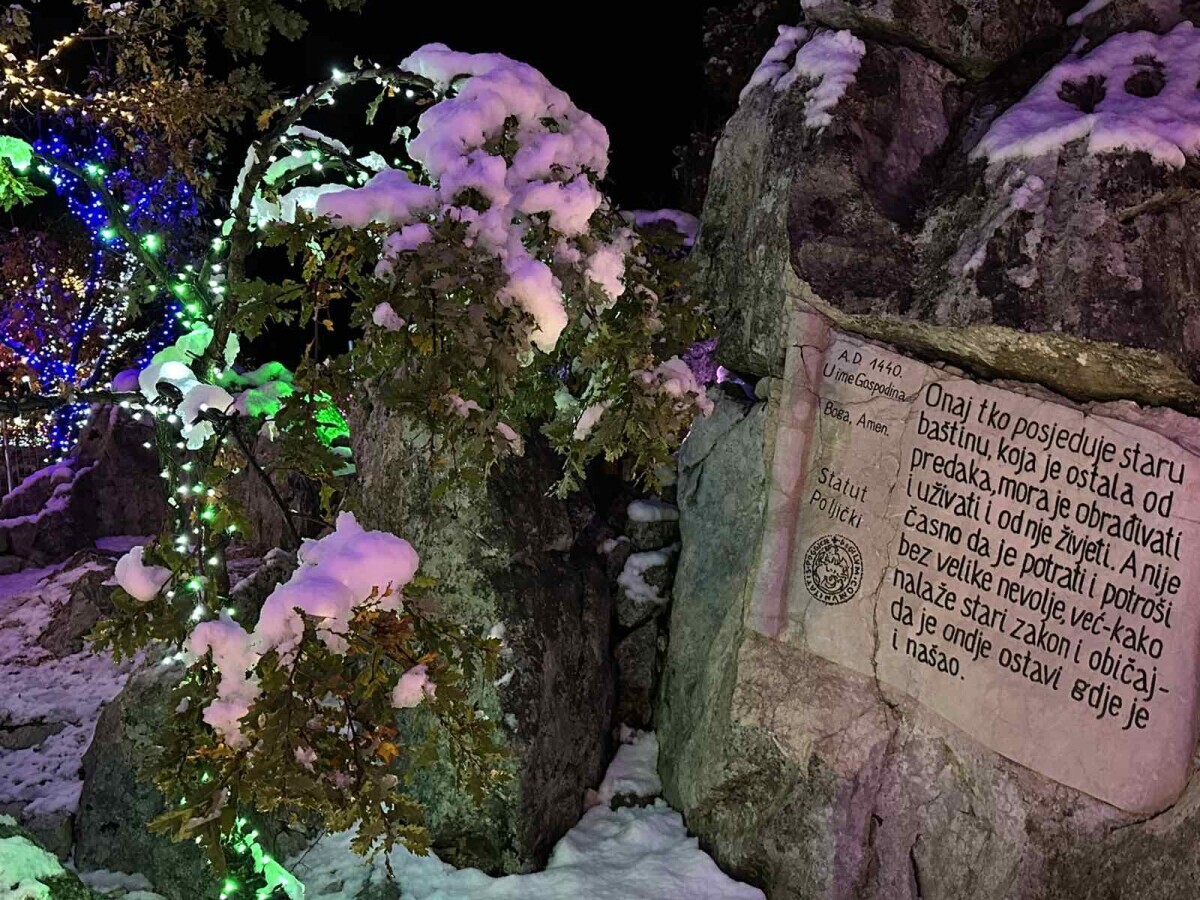 A.D 1440.
U ime Gospodina
Boga, Amen.
Statut
Poljički
Onaj tko posjeduje staru
baštinu, koja je ostala od
predaka, mora je obrađivati
i uživati i od nje živjeti. A nije
časno da je potrati i potroši
bez velike nevolje, već-kako
nalaže stari zakon i običaj-
da je ondje ostavi gdje je
i našao.